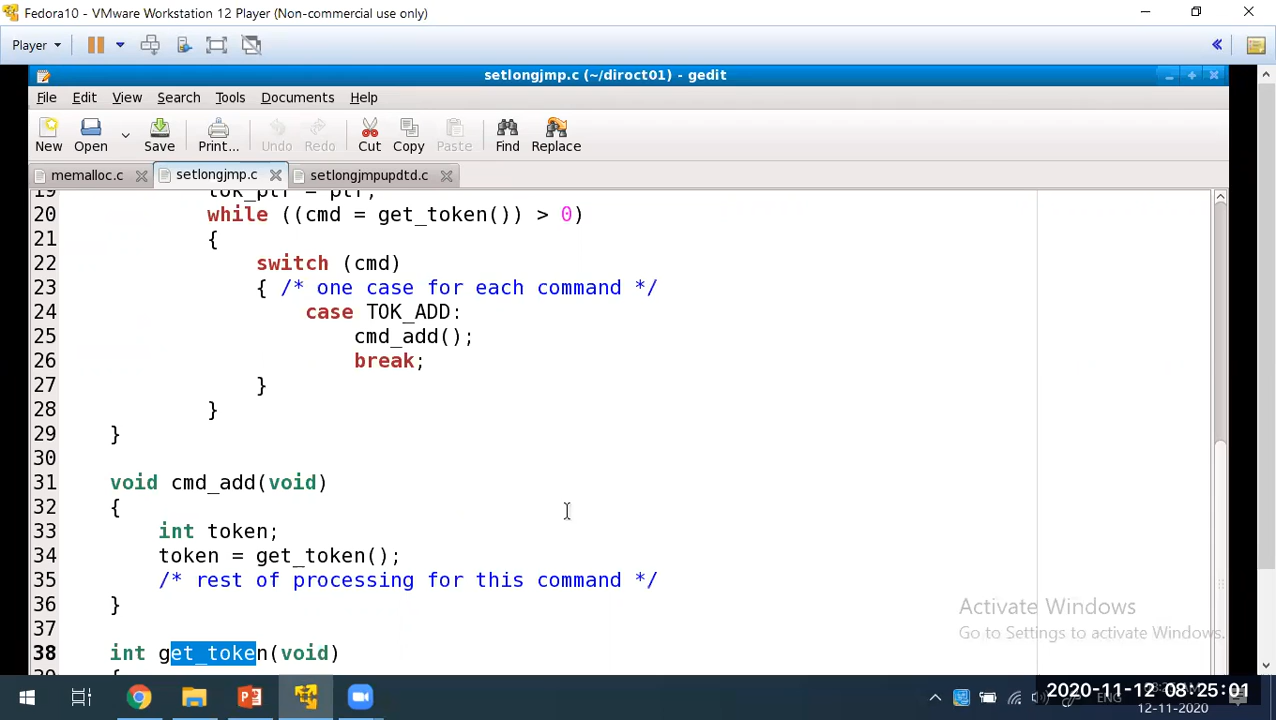 Fedora10 - VMware Workstation 12 Player (Non-commercial use only)
Player
setlongjmp.c (~/diroct01) - gedit
File Edit View Search Tools Documents Help
New Open Save Print... Undo Redo Cut Copy Paste Find Replace
memalloc.c setlongjmp.c setlongjmpupdtd.c
19 tok_ptr = ptr;
20 while ((cmd = get_token()) > 0)
21 {
22 switch (cmd)
23 { /* one case for each command */
24 case TOK_ADD:
25 cmd_add();
26 break;
27 }
28 }
29 }
30
31 void cmd_add(void)
32 {
33 int token;
34 token = get_token();
35 /* rest of processing for this command */
36 }
37
38 int get_token(void)
39 {
Activate Windows
Go to Settings to activate Windows.
ENG
2020-11-12 08:25:01
12-11-2020